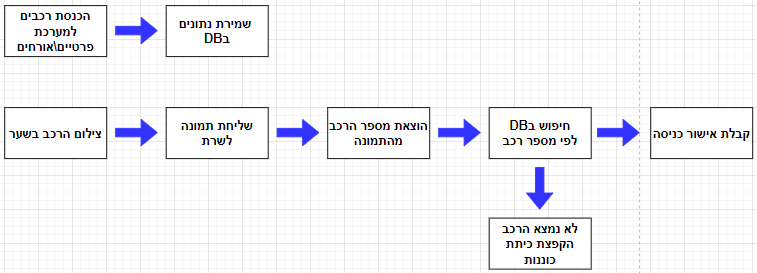 הכנסת רכבים
למערכת
פרטיים\אורחים
שמירת נתונים
בDB
צילום הרכב בשער
שליחת תמונה
לשרת
הוצאת מספר הרכב
מהתמונה
חיפוש בDB
לפי מספר רכב
קבלת אישור כניסה
לא נמצא הרכב
הקפצת כיתת
כוננות